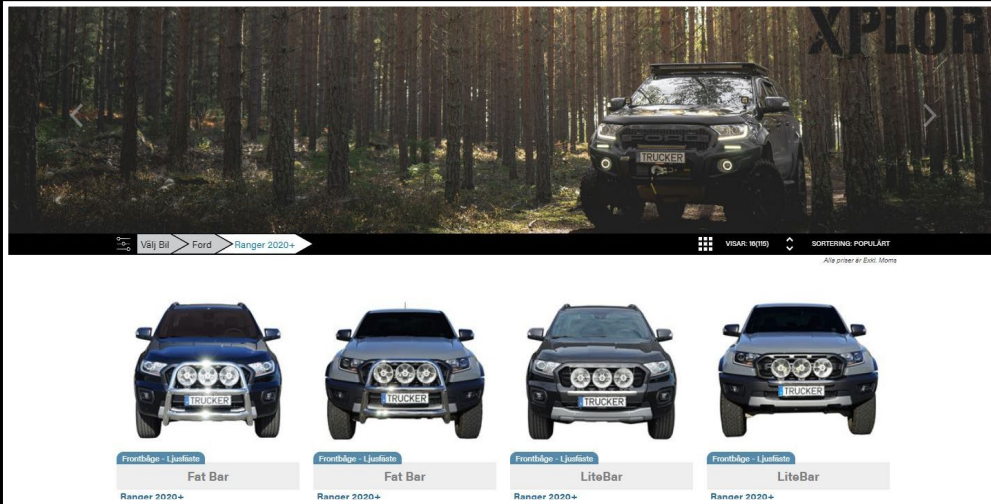 XPLOR
TRUCKER
Välj Bil Ford Ranger 2020+ VISAR: 16(115) SORTERING: POPULÄRT
Alla priser är Exkl. Moms
TRUCKER TRUCKER TRUCKER TRUCKER
Frontbåge - Ljusfäste Frontbåge - Ljusfäste Frontbåge - Ljusfäste Frontbåge - Ljusfäste
Fat Bar Fat Bar LiteBar LiteBar
Ranger 2020+ Ranger 2020+ Ranger 2020+ Ranger 2020+